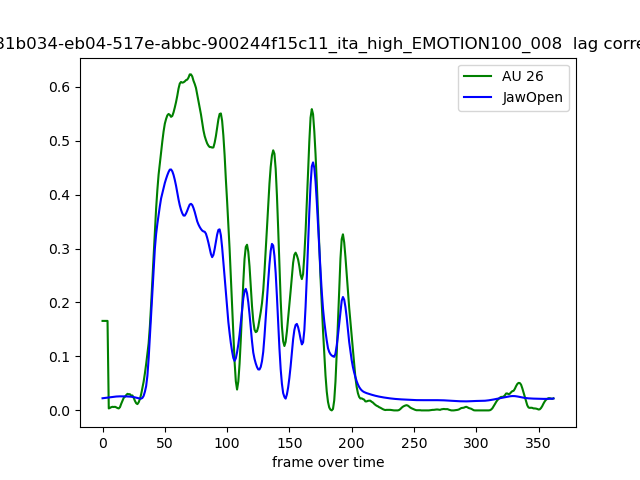 31b034-eb04-517e-abbc-900244f15c11_ita_high_EMOTION100_008 lag corre
AU 26
JawOpen
0.6
0.5
0.4
0.3
0.2
0.1
0.0
0 50 100 150 200 250 300 350
frame over time